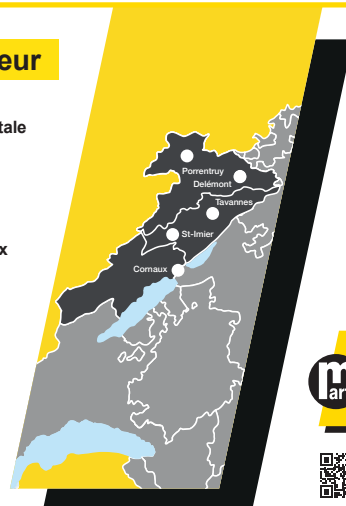 eur
tale
Porrentruy
Delémont
Tavannes
St-Imier
x
Cornaux
m
ar